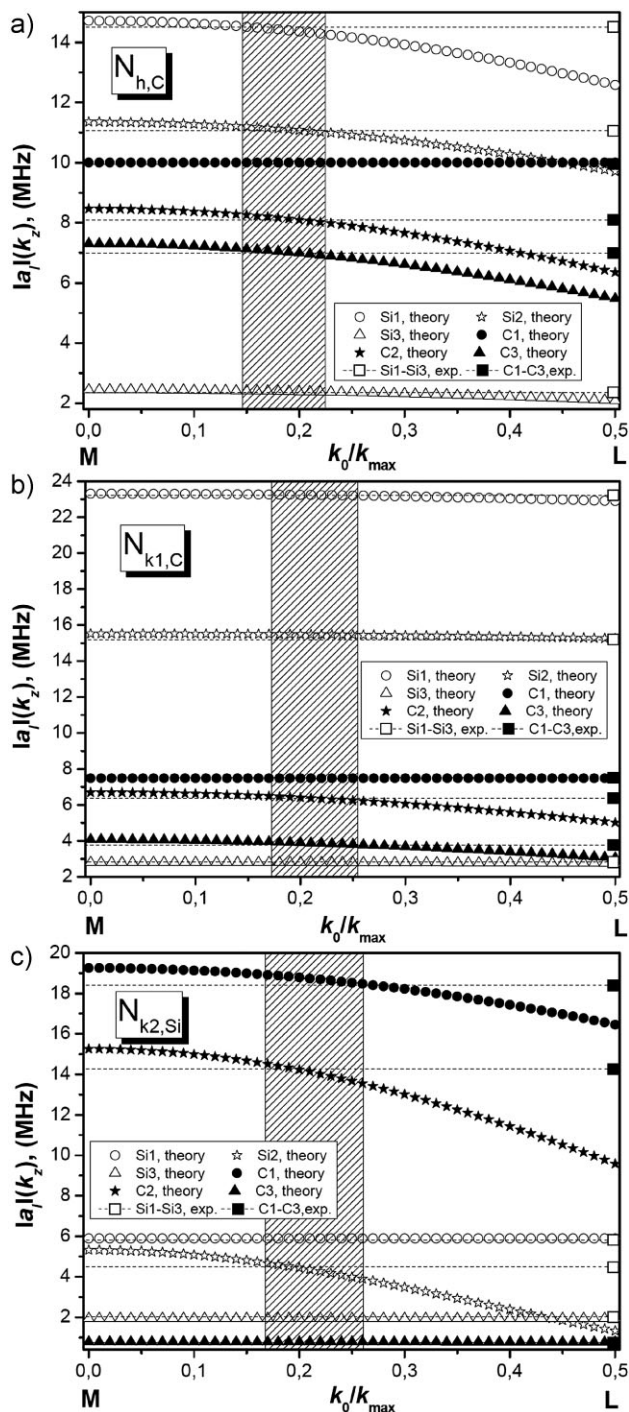 a)
N_h,C
|a_l|(k_z), (MHz)
14
12
10
8
6
4
2
Si1, theory Si2, theory
Si3, theory C1, theory
C2, theory C3, theory
Si1-Si3, exp. C1-C3, exp.
0,0 0,1 0,2 0,3 0,4 0,5
M k_0/k_max L
b)
N_k1,C
|a_l|(k_z), (MHz)
24
22
20
18
16
14
12
10
8
6
4
2
Si1, theory Si2, theory
Si3, theory C1, theory
C2, theory C3, theory
Si1-Si3, exp. C1-C3,exp.
0,0 0,1 0,2 0,3 0,4 0,5
M k_0/k_max L
c)
N_k2,Si
|a_l|(k_z), (MHz)
20
18
16
14
12
10
8
6
4
2
Si1, theory Si2, theory
Si3, theory C1, theory
C2, theory C3, theory
Si1-Si3, exp. C1-C3,exp.
0,0 0,1 0,2 0,3 0,4 0,5
M k_0/k_max L